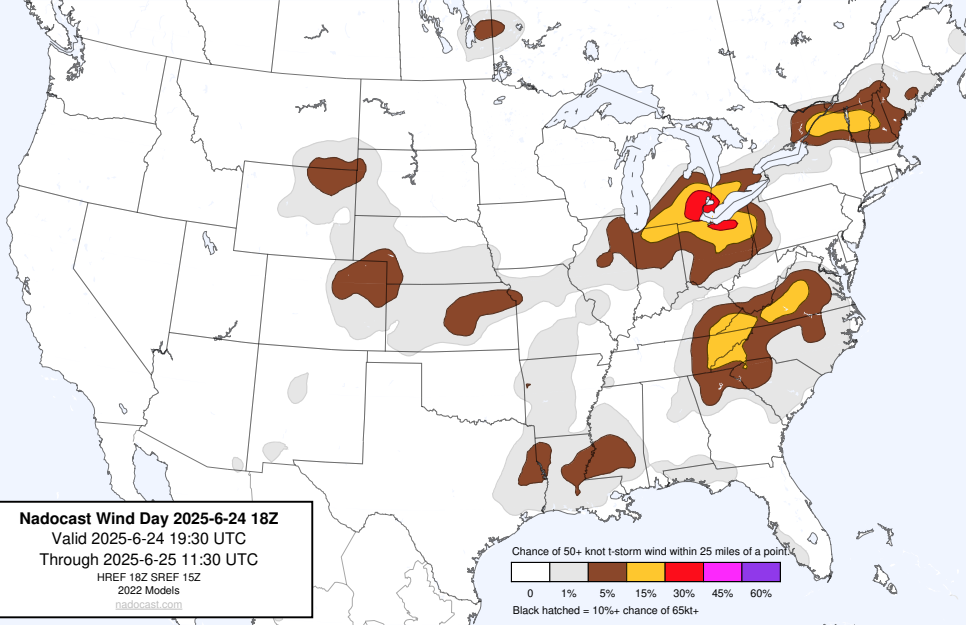 Nadocast Wind Day 2025-6-24 18Z
Valid 2025-6-24 19:30 UTC
Through 2025-6-25 11:30 UTC
HREF 18Z SREF 15Z
2022 Models
nadocast.com
Chance of 50+ knot t-storm wind within 25 miles of a point.
0 1% 5% 15% 30% 45% 60%
Black hatched = 10%+ chance of 65kt+